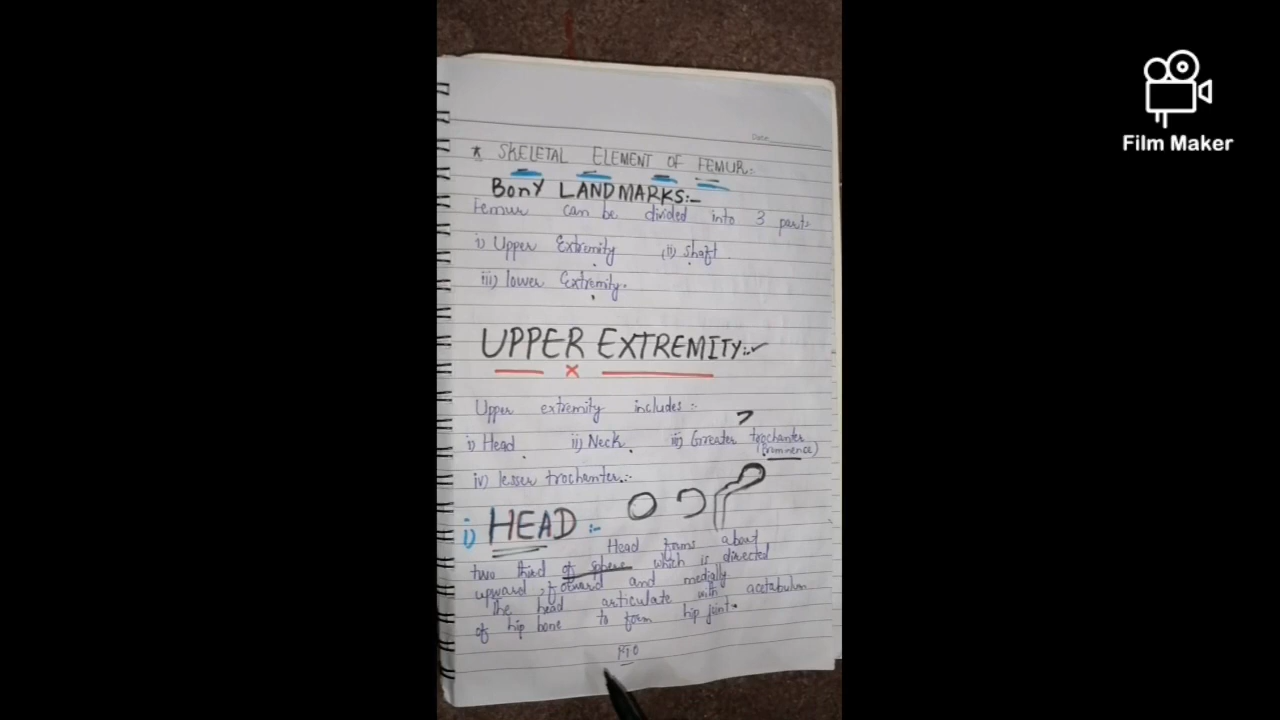 Date
* SKELETAL ELEMENT OF FEMUR:-
BONY LANDMARKS:-
Femur can be divided into 3 parts
i) Upper Extremity (ii) shaft.
iii) lower Extremity.
UPPER EXTREMITY:-
Upper extremity includes :-
i) Head ii) Neck iii) Greater trochanter
(prominence)
iv) lesser trochanter:-
i) HEAD :-
Head forms about
two third of sphere which is directed
upward, forward and medially
The head articulate with acetabulum
of hip bone to form hip joint.
PTO
Film Maker